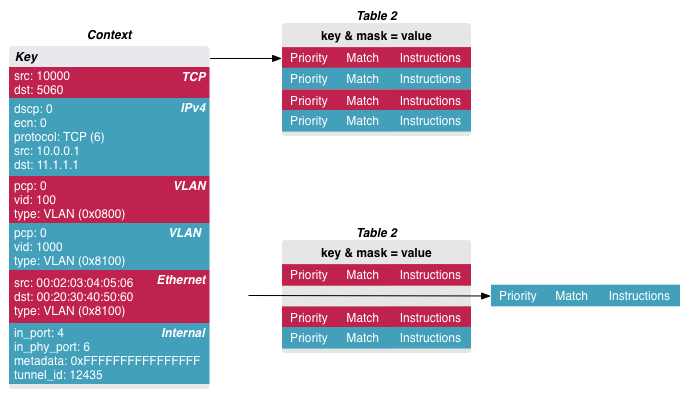 Context
Key
src: 10000
TCP
dst: 5060
dscp: 0
IPv4
ecn: 0
protocol: TCP (6)
src: 10.0.0.1
dst: 11.1.1.1
pcp: 0
VLAN
vid: 100
type: VLAN (0x0800)
pcp: 0
VLAN
vid: 1000
type: VLAN (0x8100)
Ethernet
src: 00:02:03:04:05:06
dst: 00:20:30:40:50:60
type: VLAN (0x8100)
in_port: 4
Internal
in_phy_port: 6
metadata: 0xFFFFFFFFFFFFFFFF
tunnel_id: 12435
Table 2
key & mask = value
Priority Match Instructions
Priority Match Instructions
Priority Match Instructions
Priority Match Instructions
Table 2
key & mask = value
Priority Match Instructions
Priority Match Instructions
Priority Match Instructions
Priority Match Instructions